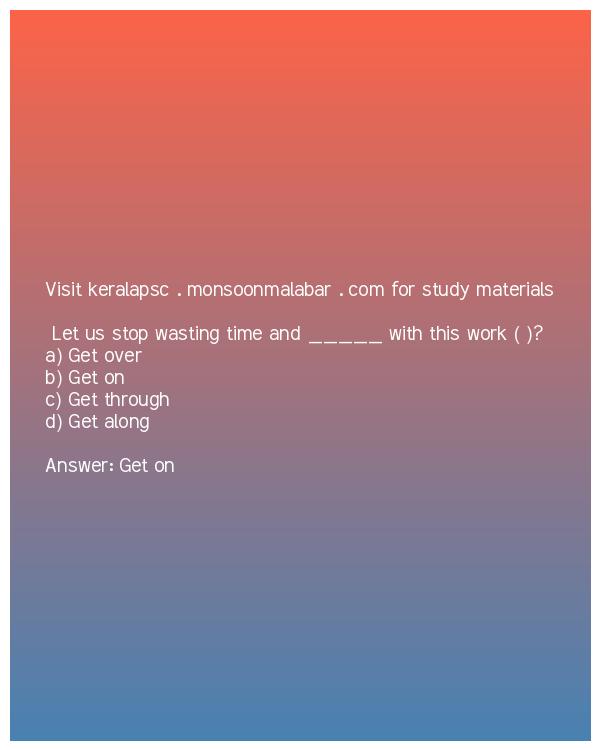 Visit keralapsc . monsoonmalabar . com for study materials
Let us stop wasting time and _____ with this work ( )?
a) Get over
b) Get on
c) Get through
d) Get along
Answer: Get on